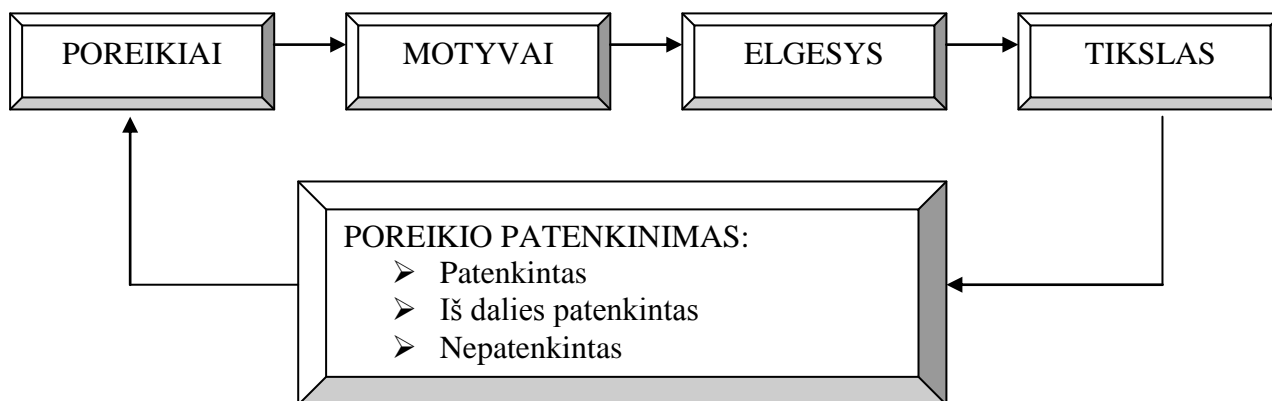 POREIKIAI
MOTYVAI
ELGESYS
TIKSLAS
POREIKIO PATENKINIMAS:
Patenkintas
Iš dalies patenkintas
Nepatenkintas